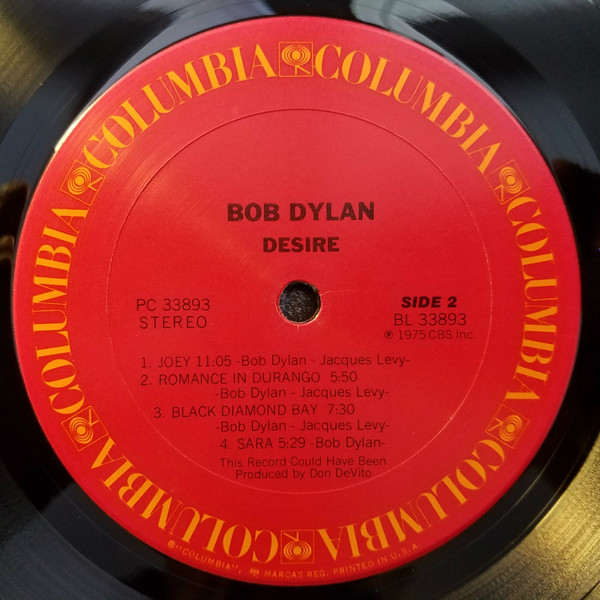 COLUMBIA COLUMBIA COLUMBIA COLUMBIA COLUMBIA COLUMBIA COLUMBIA COLUMBIA
BOB DYLAN
DESIRE
PC 33893
STEREO
SIDE 2
BL 33893
℗ 1975 CBS Inc.
1. JOEY 11:05 -Bob Dylan - Jacques Levy-
2. ROMANCE IN DURANGO 5:50
-Bob Dylan - Jacques Levy-
3. BLACK DIAMOND BAY 7:30
-Bob Dylan - Jacques Levy-
4. SARA 5:29 -Bob Dylan-
This Record Could Have Been
Produced by Don DeVito
"COLUMBIA", MARCAS REG. PRINTED IN U.S.A.